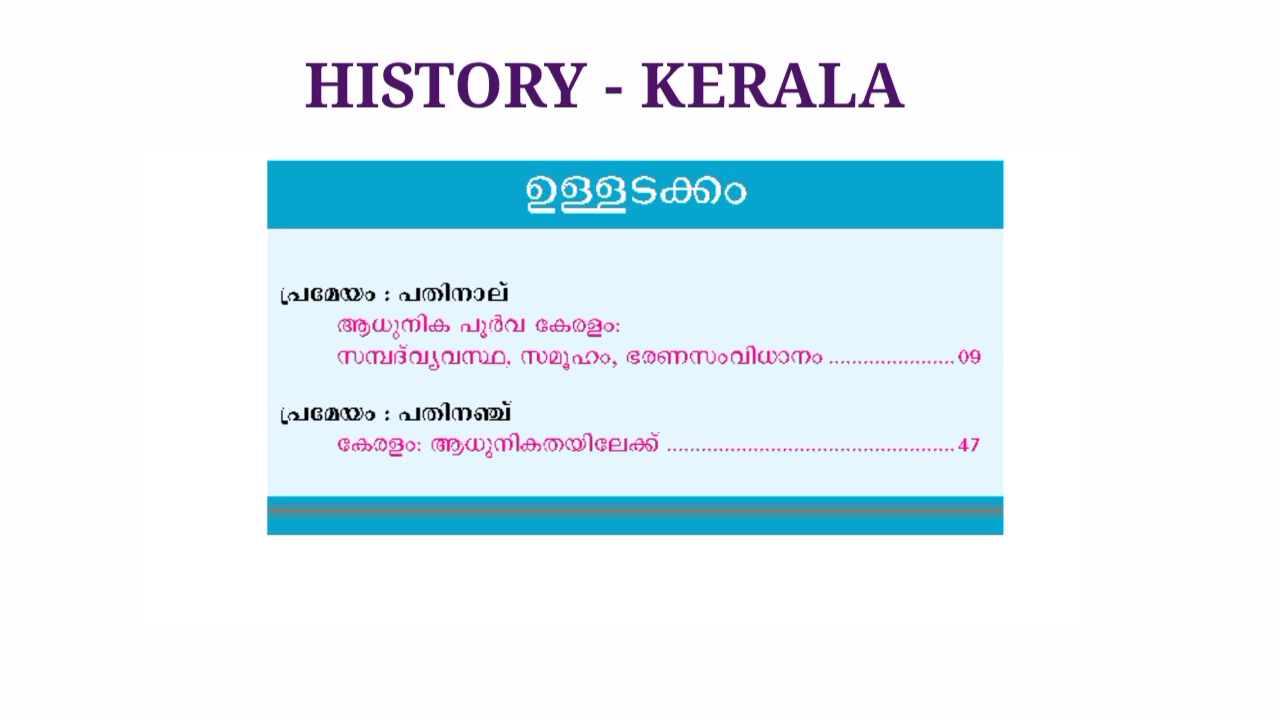 HISTORY - KERALA
ഉള്ളടക്കം
പ്രമേയം : പതിനാല്
ആധുനിക പൂർവ കേരളം:
സമ്പദ്‌വ്യവസ്ഥ, സമൂഹം, ഭരണസംവിധാനം ......................09
പ്രമേയം : പതിനഞ്ച്
കേരളം: ആധുനികതയിലേക്ക് ..................................................47